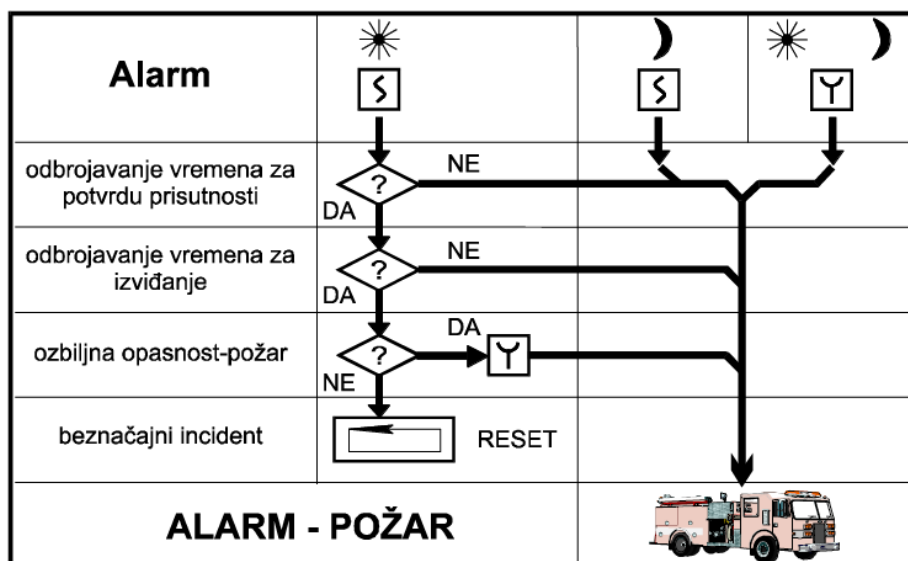 Alarm
odbrojavanje vremena za
potvrdu prisutnosti
?
NE
DA
odbrojavanje vremena za
izviđanje
?
NE
DA
ozbiljna opasnost-požar
?
DA
NE
beznačajni incident
RESET
ALARM - POŽAR